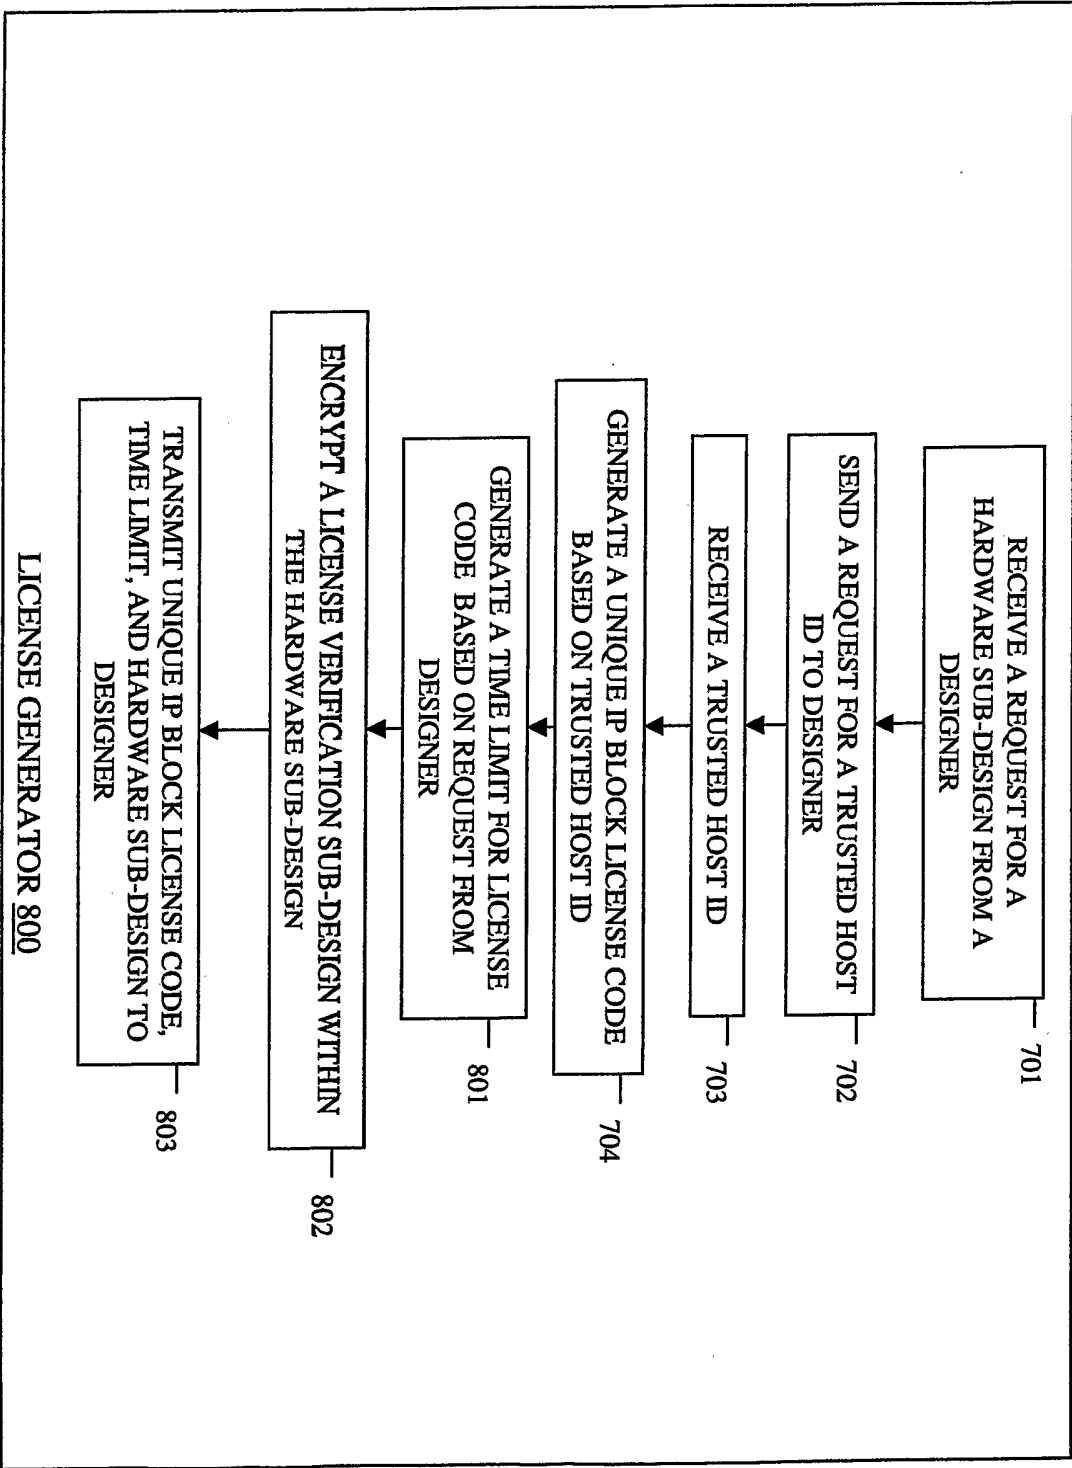 RECEIVE A REQUEST FOR A
HARDWARE SUB-DESIGN FROM A
DESIGNER
701
SEND A REQUEST FOR A TRUSTED HOST
ID TO DESIGNER
702
RECEIVE A TRUSTED HOST ID
703
GENERATE A UNIQUE IP BLOCK LICENSE CODE
BASED ON TRUSTED HOST ID
704
GENERATE A TIME LIMIT FOR LICENSE
CODE BASED ON REQUEST FROM
DESIGNER
801
ENCRYPT A LICENSE VERIFICATION SUB-DESIGN WITHIN
THE HARDWARE SUB-DESIGN
802
TRANSMIT UNIQUE IP BLOCK LICENSE CODE,
TIME LIMIT, AND HARDWARE SUB-DESIGN TO
DESIGNER
803
LICENSE GENERATOR 800